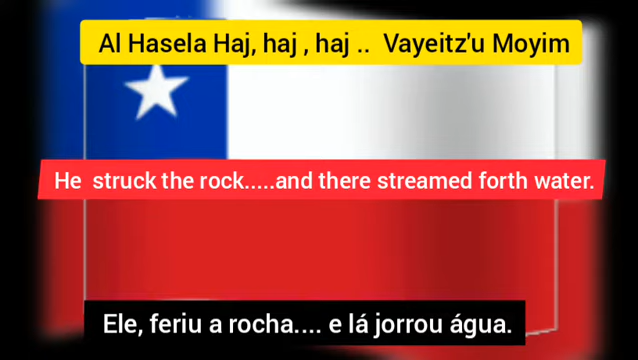 Al Hasela Haj, haj , haj .. Vayeitz'u Moyim
He struck the rock.....and there streamed forth water.
Ele, feriu a rocha.... e lá jorrou água.